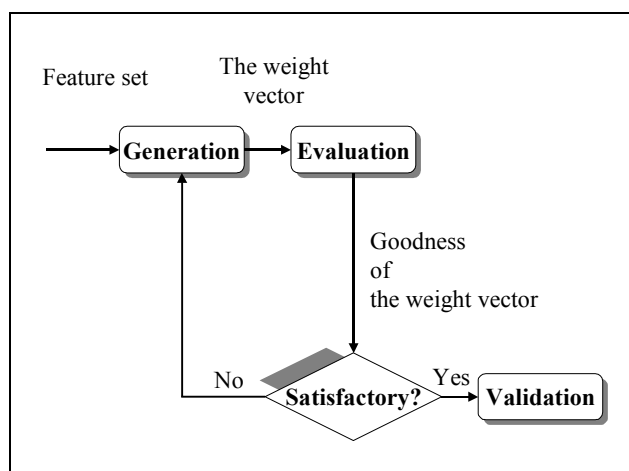 Feature set
The weight
vector
Generation
Evaluation
Goodness
of
the weight vector
No
Satisfactory?
Yes
Validation